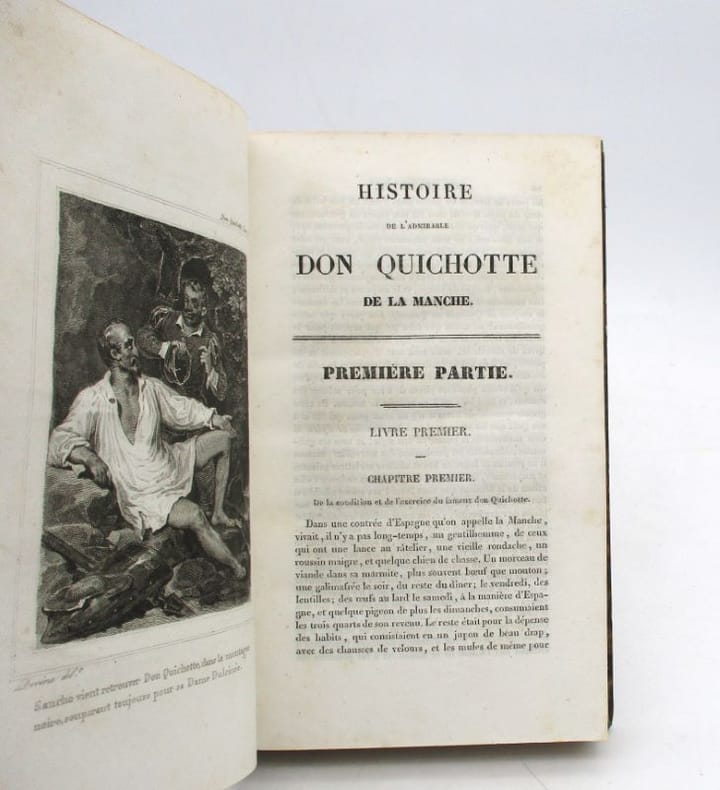 Devéria del.
Sancho vient retrouver Don Quichotte, dans la montagne
noire, soupirant toujours pour sa Dame Dulcinée.
HISTOIRE
DE L'ADMIRABLE
DON QUICHOTTE
DE LA MANCHE.
PREMIÈRE PARTIE.
LIVRE PREMIER.
CHAPITRE PREMIER.
De la condition et de l'exercice du fameux don Quichotte.
Dans une contrée d'Espagne qu'on appelle la Manche,
vivait, il n'y a pas long-temps, un gentilhomme, de ceux
qui ont une lance au râtelier, une vieille rondache, un
roussin maigre, et quelque chien de chasse. Un morceau de
viande dans sa marmite, plus souvent bœuf que mouton;
une galimafrée le soir, du reste du dîner; le vendredi, des
lentilles; des œufs au lard le samedi, à la manière d'Espa-
gne, et quelque pigeon de plus les dimanches, consumaient
les trois quarts de son revenu. Le reste était pour la dépense
des habits, qui consistaient en un jupon de beau drap,
avec des chausses de velours, et les mules de même pour